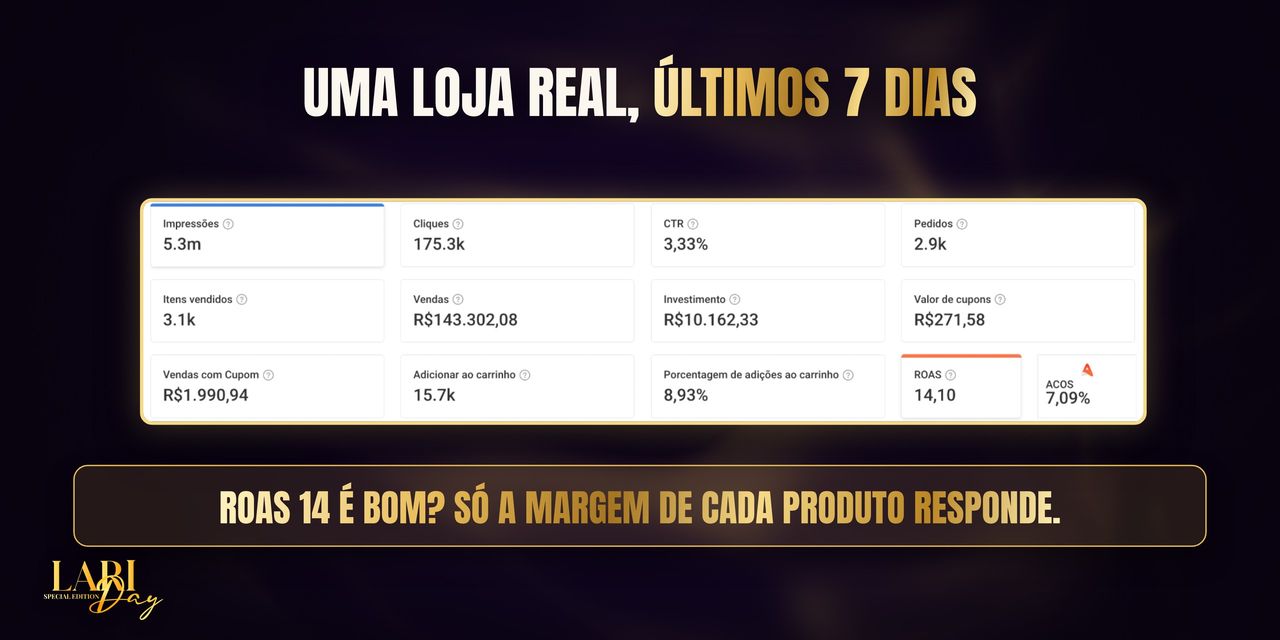 UMA LOJA REAL, ÚLTIMOS 7 DIAS
Impressões
5.3m
Cliques
175.3k
CTR
3,33%
Pedidos
2.9k
Itens vendidos
3.1k
Vendas
R$143.302,08
Investimento
R$10.162,33
Valor de cupons
R$271,58
Vendas com Cupom
R$1.990,94
Adicionar ao carrinho
15.7k
Porcentagem de adições ao carrinho
8,93%
ROAS
14,10
ACOS
7,09%
ROAS 14 É BOM? SÓ A MARGEM DE CADA PRODUTO RESPONDE.
LARI
SPECIAL EDITION Day